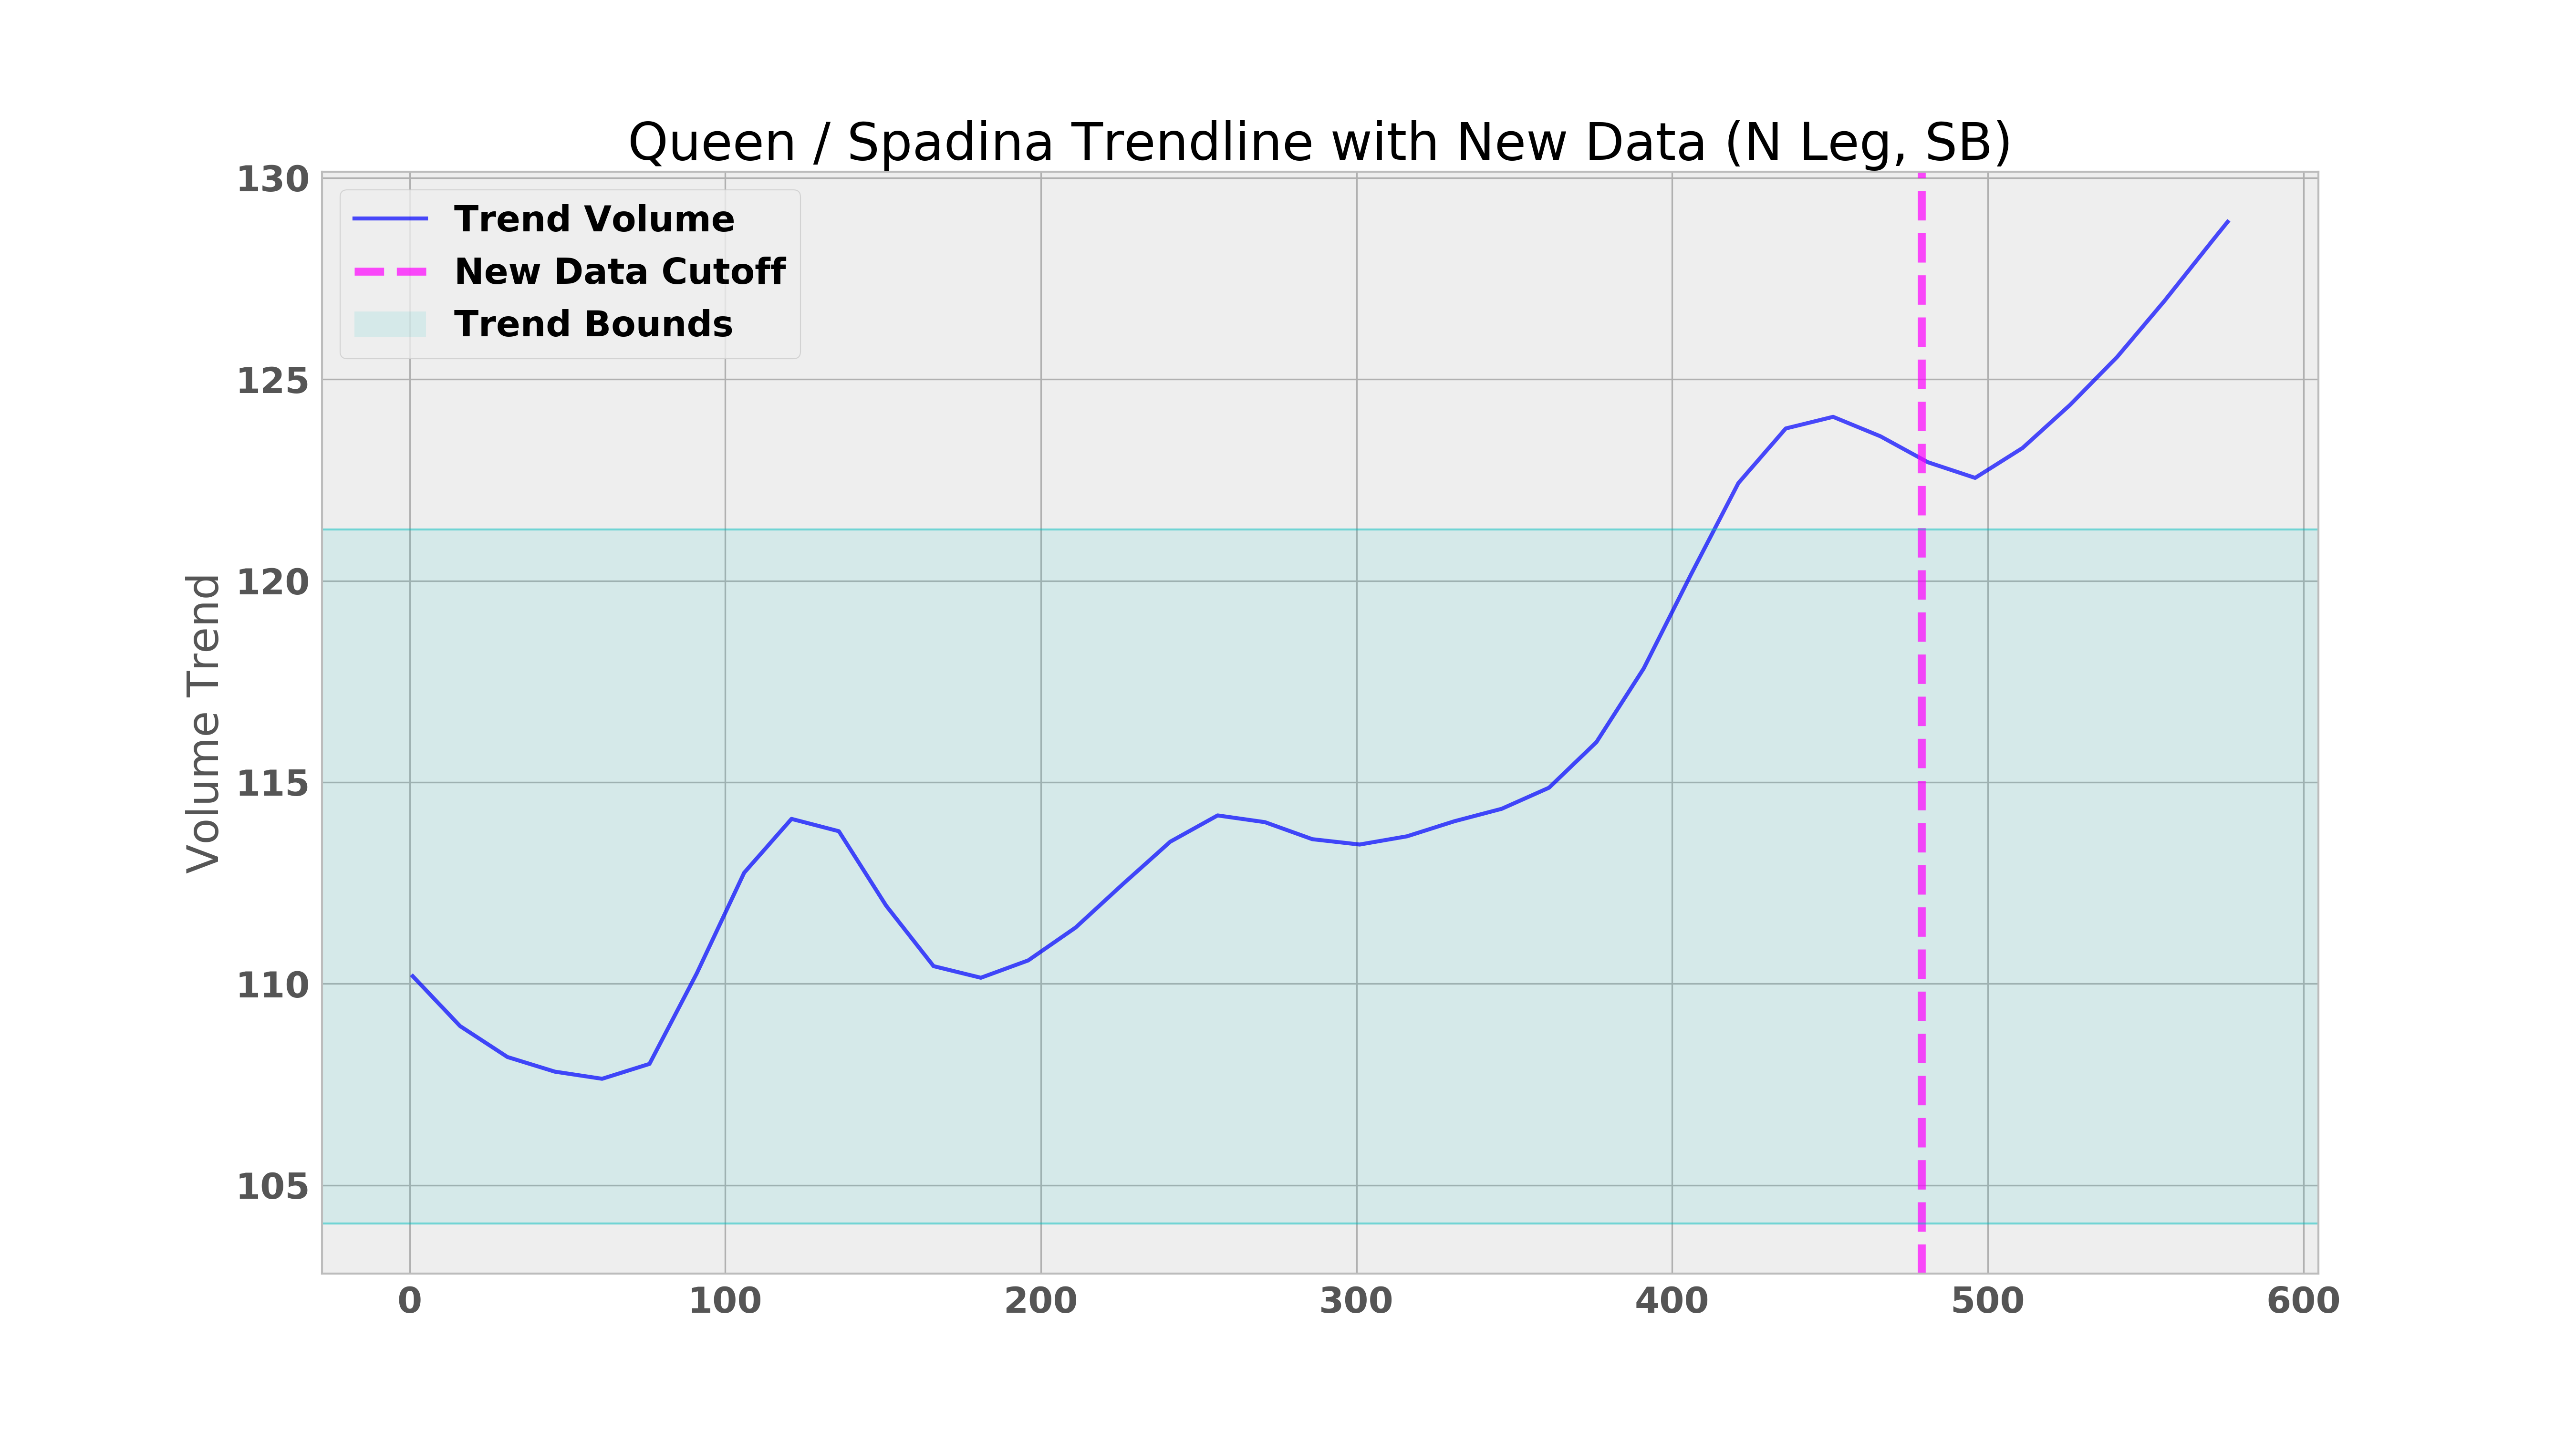 Queen / Spadina Trendline with New Data (N Leg, SB)
130
125
120
115
110
105
Volume Trend
Trend Volume
New Data Cutoff
Trend Bounds
0 100 200 300 400 500 600